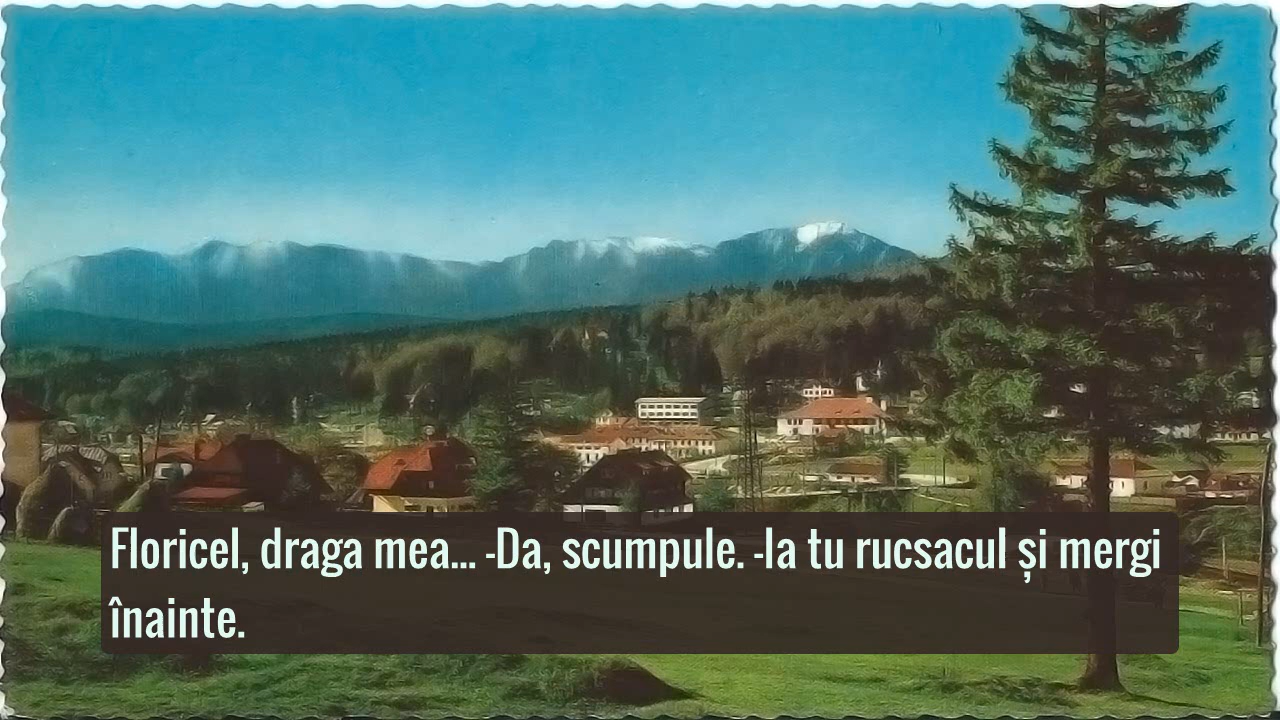 Floricel, draga mea... -Da, scumpule. -Ia tu rucsacul și mergi
înainte.